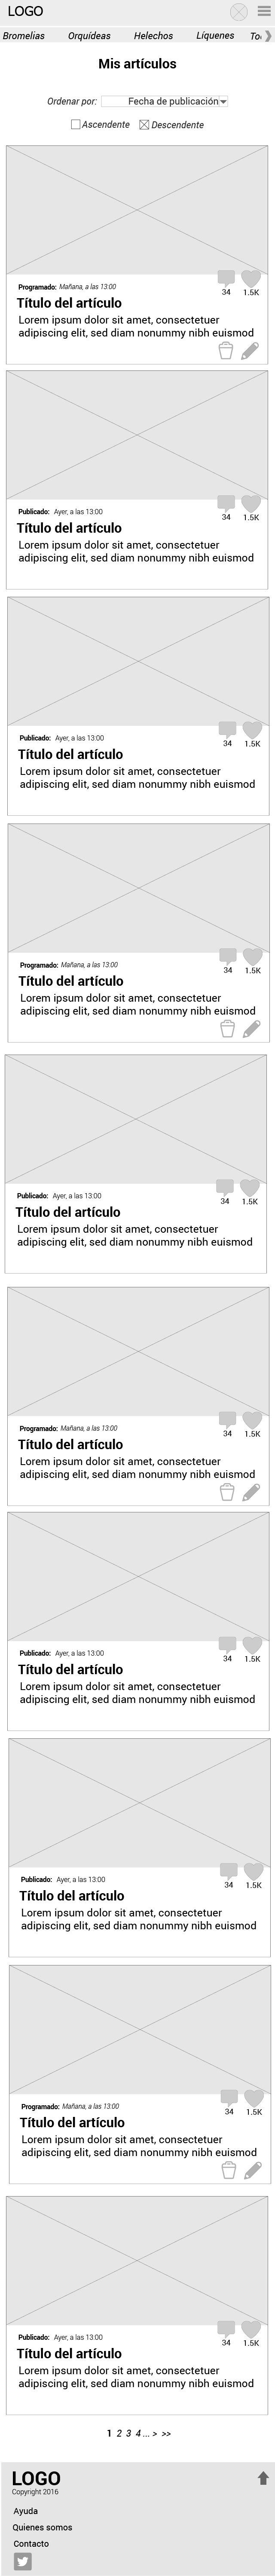 LOGO
Bromelias Orquídeas Helechos Líquenes To
Mis artículos
Ordenar por: Fecha de publicación
Ascendente Descendente
34 1.5K
Programado: Mañana, a las 13:00
Título del artículo
Lorem ipsum dolor sit amet, consectetuer
adipiscing elit, sed diam nonummy nibh euismod
34 1.5K
Publicado: Ayer, a las 13:00
Título del artículo
Lorem ipsum dolor sit amet, consectetuer
adipiscing elit, sed diam nonummy nibh euismod
34 1.5K
Publicado: Ayer, a las 13:00
Título del artículo
Lorem ipsum dolor sit amet, consectetuer
adipiscing elit, sed diam nonummy nibh euismod
34 1.5K
Programado: Mañana, a las 13:00
Título del artículo
Lorem ipsum dolor sit amet, consectetuer
adipiscing elit, sed diam nonummy nibh euismod
34 1.5K
Publicado: Ayer, a las 13:00
Título del artículo
Lorem ipsum dolor sit amet, consectetuer
adipiscing elit, sed diam nonummy nibh euismod
34 1.5K
Programado: Mañana, a las 13:00
Título del artículo
Lorem ipsum dolor sit amet, consectetuer
adipiscing elit, sed diam nonummy nibh euismod
34 1.5K
Publicado: Ayer, a las 13:00
Título del artículo
Lorem ipsum dolor sit amet, consectetuer
adipiscing elit, sed diam nonummy nibh euismod
34 1.5K
Publicado: Ayer, a las 13:00
Título del artículo
Lorem ipsum dolor sit amet, consectetuer
adipiscing elit, sed diam nonummy nibh euismod
34 1.5K
Programado: Mañana, a las 13:00
Título del artículo
Lorem ipsum dolor sit amet, consectetuer
adipiscing elit, sed diam nonummy nibh euismod
34 1.5K
Publicado: Ayer, a las 13:00
Título del artículo
Lorem ipsum dolor sit amet, consectetuer
adipiscing elit, sed diam nonummy nibh euismod
1 2 3 4 ... > >>
LOGO
Copyright 2016
Ayuda
Quienes somos
Contacto